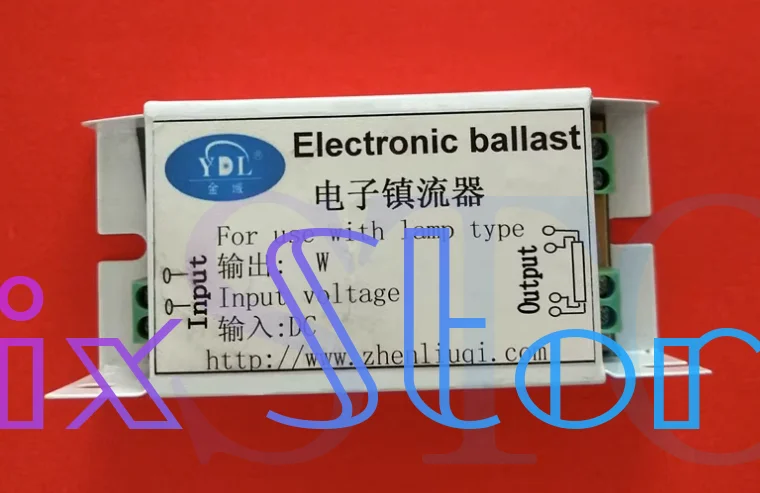 YDL®
金域
Electronic ballast
电子镇流器
For use with lamp type
输出: W
Input voltage
输入:DC
http://www.zhenliuqi.com
Input
Output
ix Stor
STO